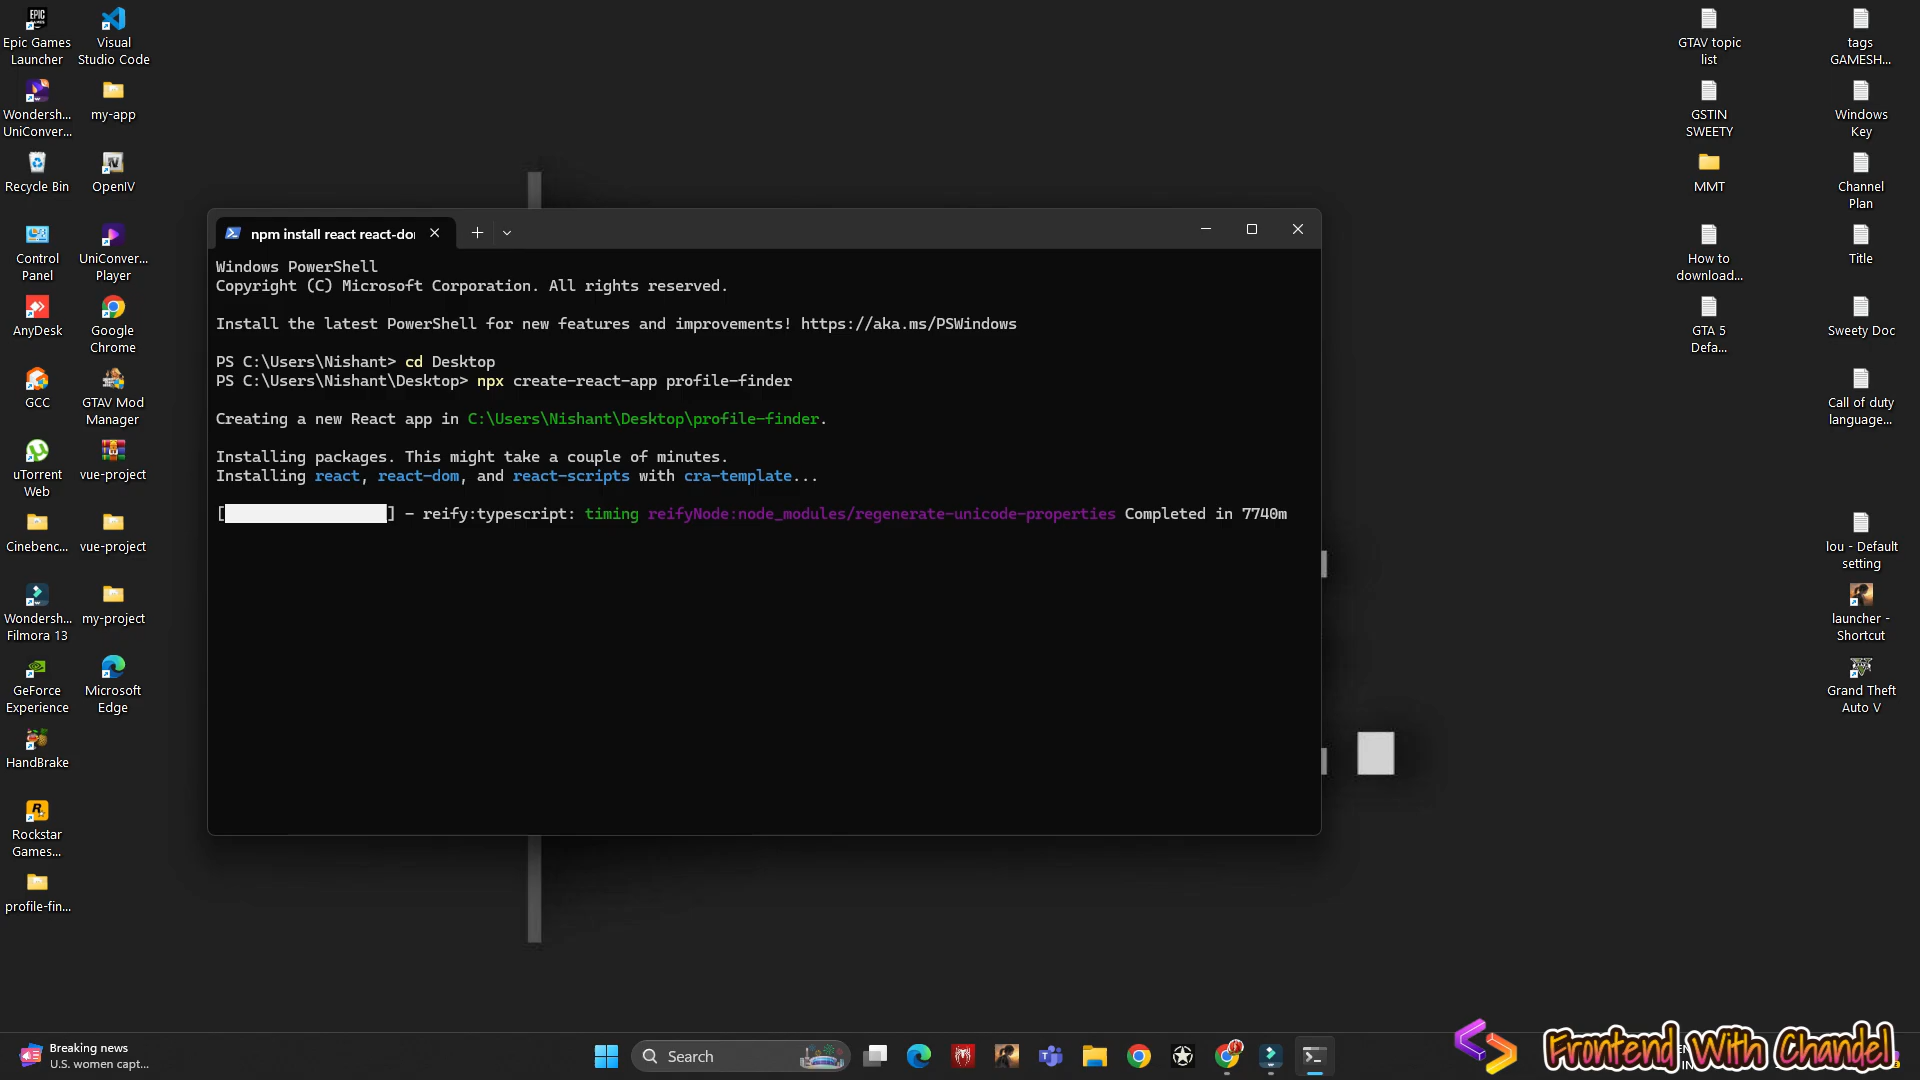 Epic Games
Launcher
Visual
Studio Code
Wondersh...
UniConver...
my-app
Recycle Bin
OpenIV
Control
Panel
UniConver...
Player
AnyDesk
Google
Chrome
GCC
GTAV Mod
Manager
uTorrent
Web
vue-project
Cinebenc...
vue-project
Wondersh...
Filmora 13
my-project
GeForce
Experience
Microsoft
Edge
HandBrake
Rockstar
Games...
profile-fin...
npm install react react-do
Windows PowerShell
Copyright (C) Microsoft Corporation. All rights reserved.
Install the latest PowerShell for new features and improvements! https://aka.ms/PSWindows
PS C:\Users\Nishant> cd Desktop
PS C:\Users\Nishant\Desktop> npx create-react-app profile-finder
Creating a new React app in C:\Users\Nishant\Desktop\profile-finder.
Installing packages. This might take a couple of minutes.
Installing react, react-dom, and react-scripts with cra-template...
[                  ] - reify:typescript: timing reifyNode:node_modules/regenerate-unicode-properties Completed in 7740m
GTAV topic
list
tags
GAMESH...
GSTIN
SWEETY
Windows
Key
MMT
Channel
Plan
How to
download...
Title
GTA 5
Defa...
Sweety Doc
Call of duty
language...
lou - Default
setting
launcher -
Shortcut
Grand Theft
Auto V
Breaking news
U.S. women capt...
Search
Frontend With Chandel